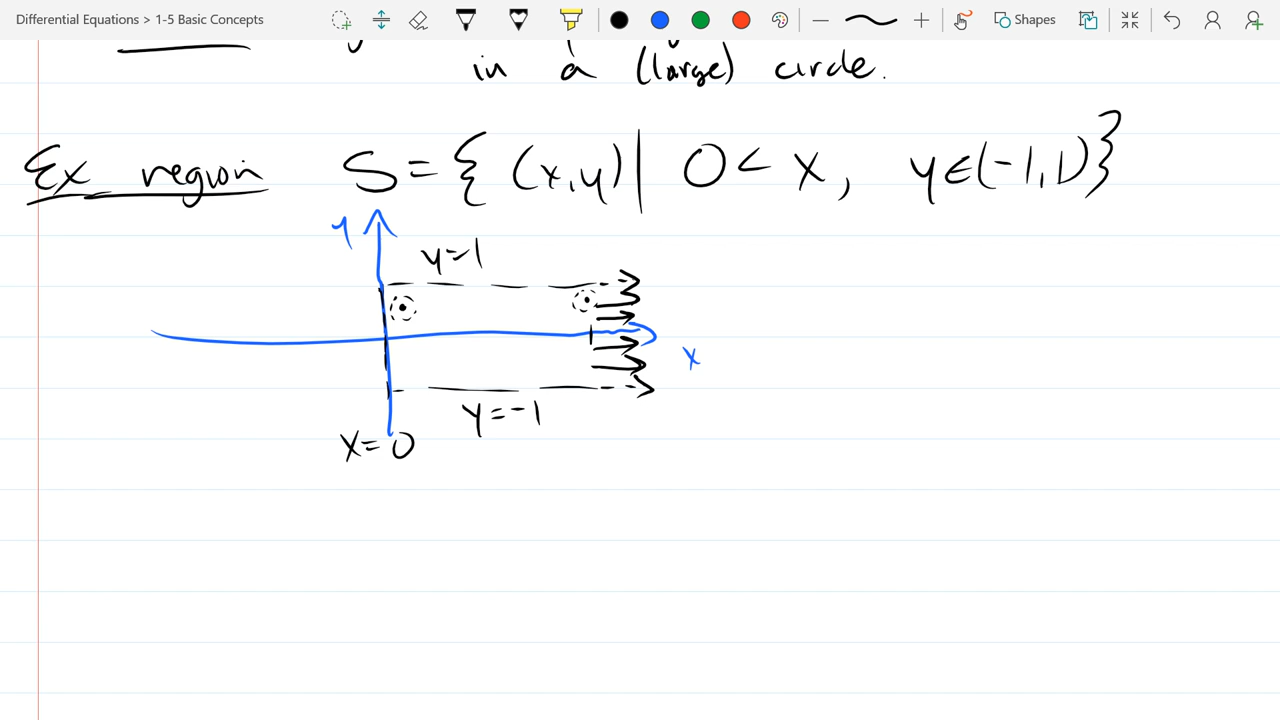 Differential Equations > 1-5 Basic Concepts
Shapes
in a (large) circle.
Ex region S = { (x,y) | 0 < x, y∈(-1,1)}
y
y=1
x
y=-1
x=0